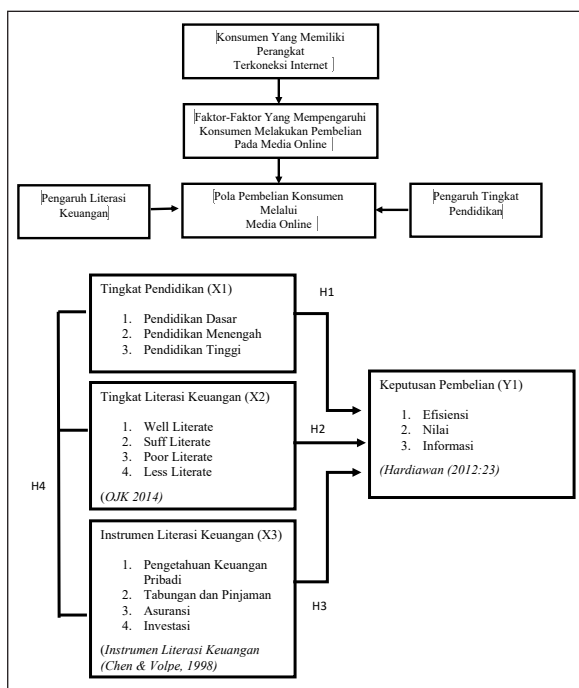 Konsumen Yang Memiliki
Perangkat
Terkoneksi Internet
Faktor-Faktor Yang Mempengaruhi
Konsumen Melakukan Pembelian
Pada Media Online
Pengaruh Literasi
Keuangan
Pola Pembelian Konsumen
Melalui
Media Online
Pengaruh Tingkat
Pendidikan
Tingkat Pendidikan (X1)
1. Pendidikan Dasar
2. Pendidikan Menengah
3. Pendidikan Tinggi
H1
Tingkat Literasi Keuangan (X2)
1. Well Literate
2. Suff Literate
3. Poor Literate
4. Less Literate
(OJK 2014)
H2
Keputusan Pembelian (Y1)
1. Efisiensi
2. Nilai
3. Informasi
(Hardiawan (2012:23)
H4
Instrumen Literasi Keuangan (X3)
1. Pengetahuan Keuangan
Pribadi
2. Tabungan dan Pinjaman
3. Asuransi
4. Investasi
(Instrumen Literasi Keuangan
(Chen & Volpe, 1998)
H3